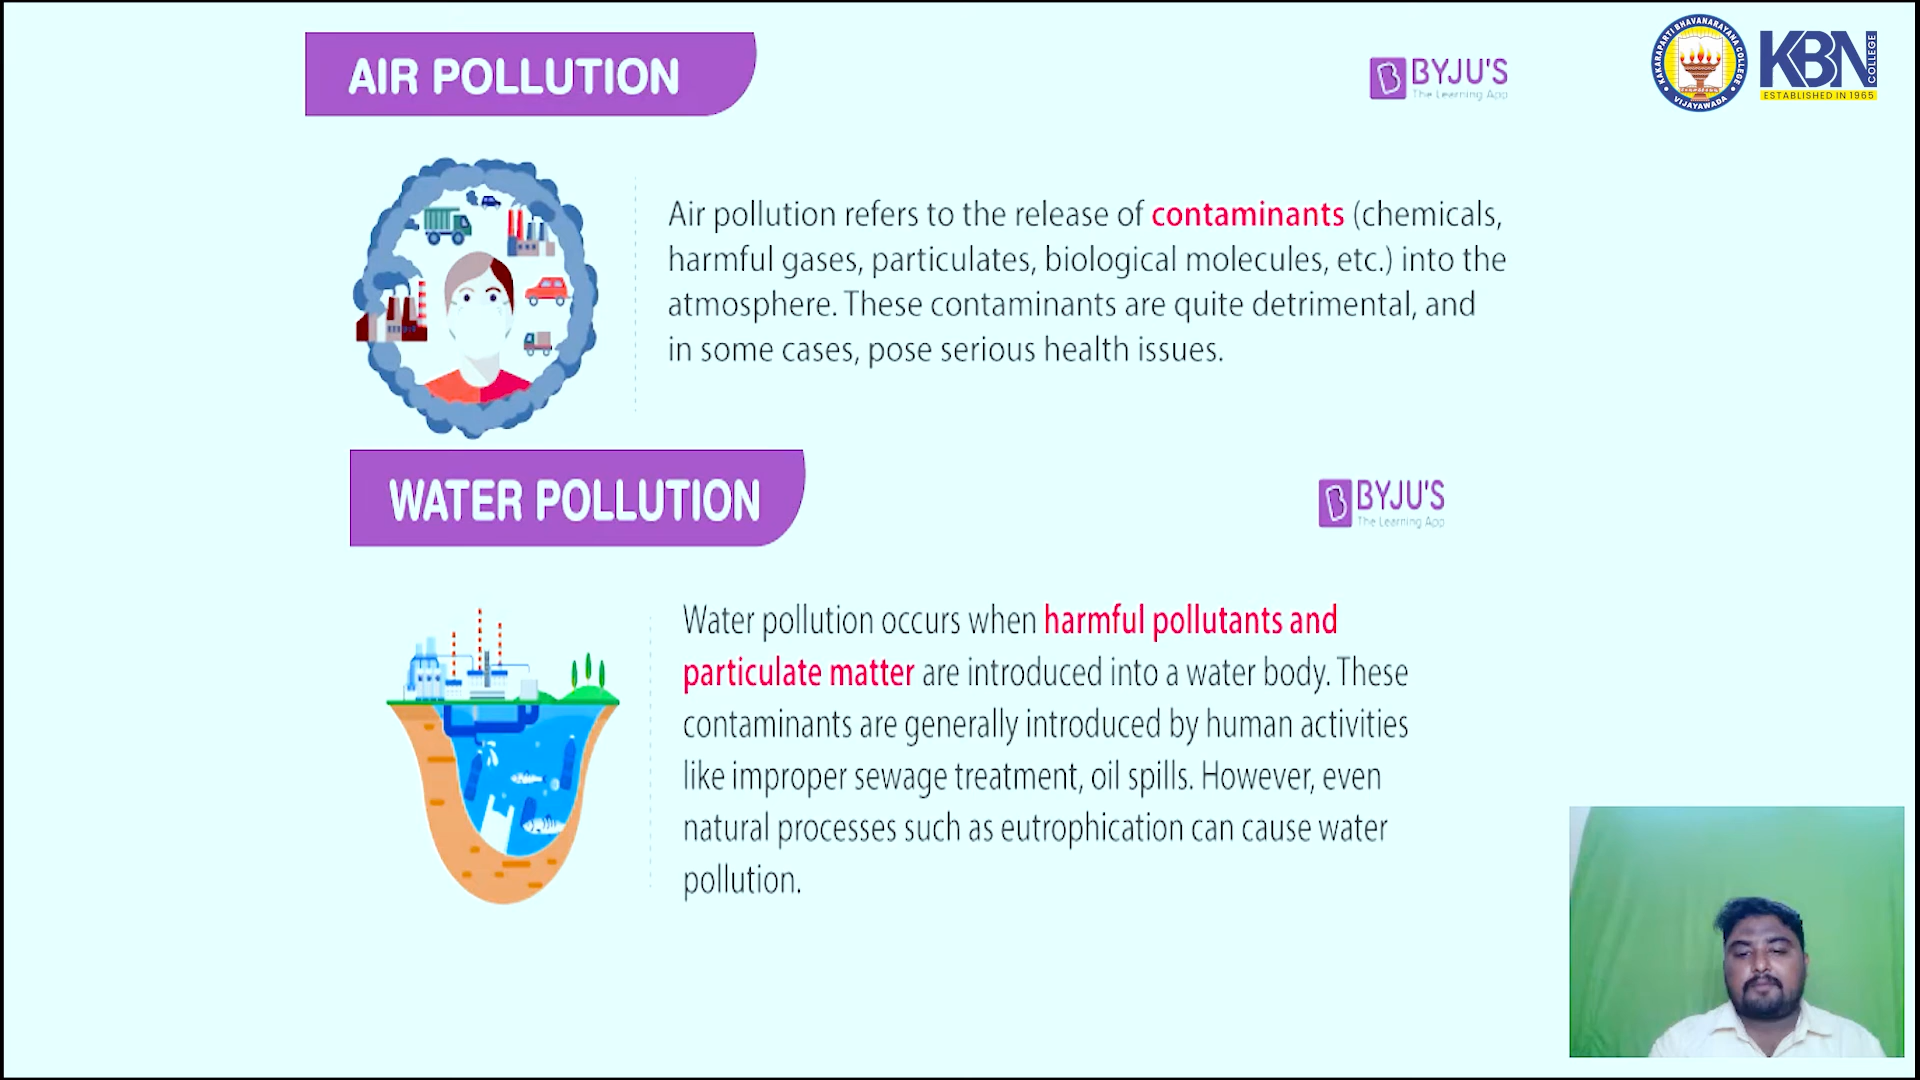 AIR POLLUTION
BYJU'S
The Learning App
KAKARAPARTI BHAVANARAYANA COLLEGE
VIJAYAWADA
KBN
COLLEGE
ESTABLISHED IN 1965
Air pollution refers to the release of contaminants (chemicals,
harmful gases, particulates, biological molecules, etc.) into the
atmosphere. These contaminants are quite detrimental, and
in some cases, pose serious health issues.
WATER POLLUTION
BYJU'S
The Learning App
Water pollution occurs when harmful pollutants and
particulate matter are introduced into a water body. These
contaminants are generally introduced by human activities
like improper sewage treatment, oil spills. However, even
natural processes such as eutrophication can cause water
pollution.